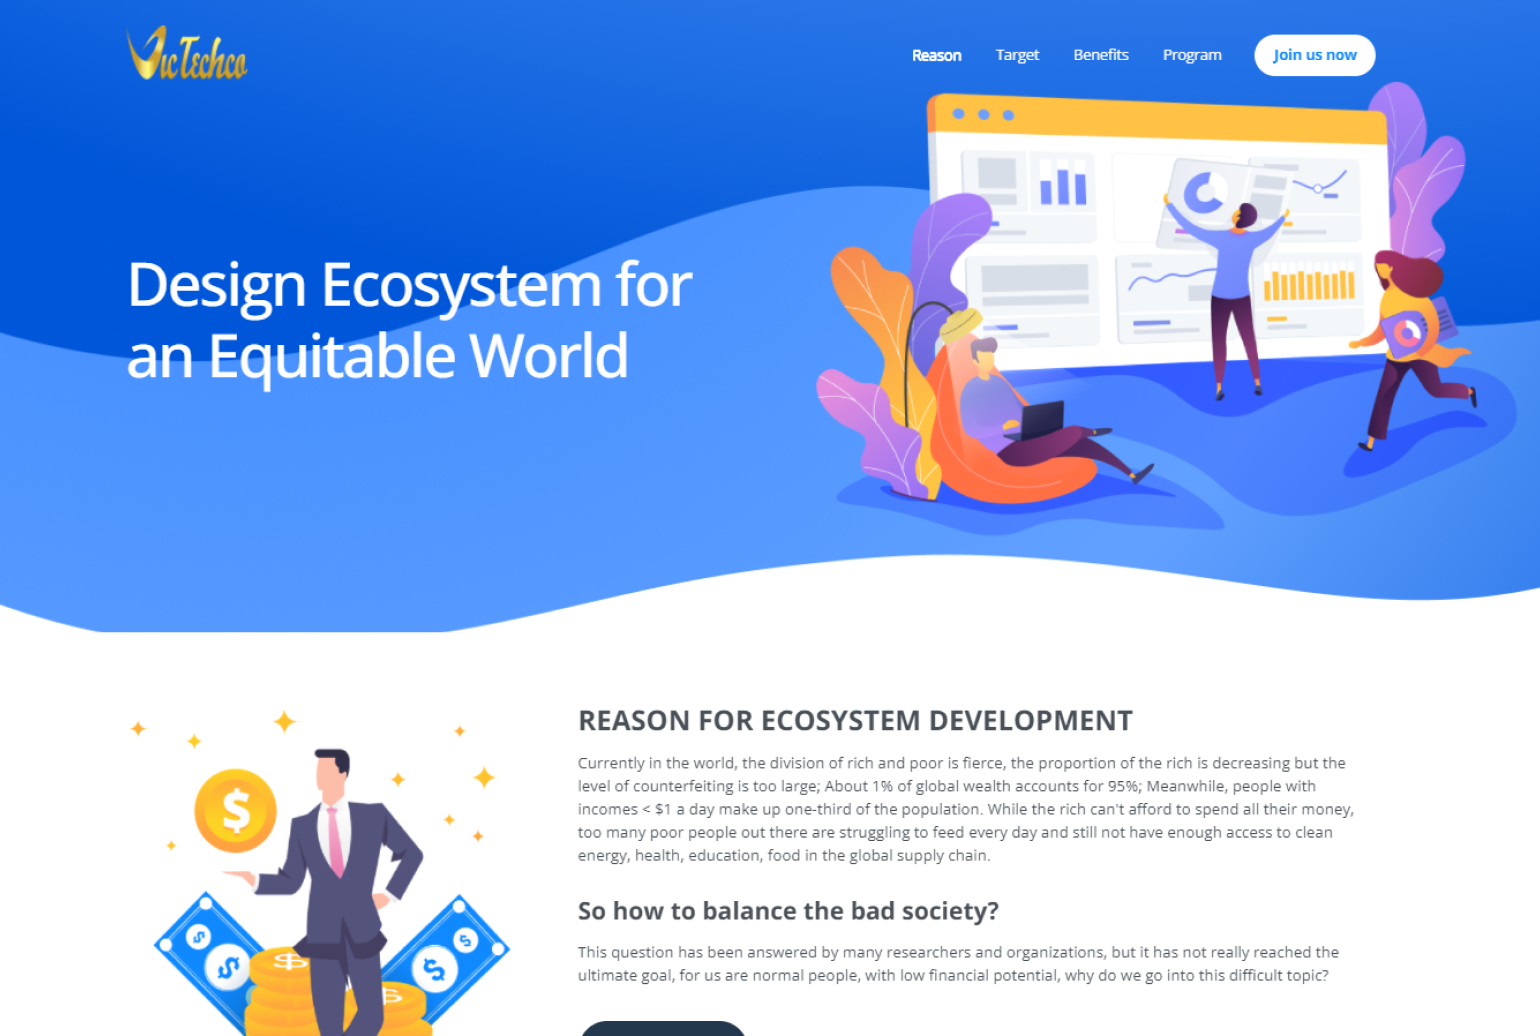 VicTechco
Reason Target Benefits Program Join us now
Design Ecosystem for
an Equitable World
REASON FOR ECOSYSTEM DEVELOPMENT
Currently in the world, the division of rich and poor is fierce, the proportion of the rich is decreasing but the
level of counterfeiting is too large; About 1% of global wealth accounts for 95%; Meanwhile, people with
incomes < $1 a day make up one-third of the population. While the rich can't afford to spend all their money,
too many poor people out there are struggling to feed every day and still not have enough access to clean
energy, health, education, food in the global supply chain.
So how to balance the bad society?
This question has been answered by many researchers and organizations, but it has not really reached the
ultimate goal, for us are normal people, with low financial potential, why do we go into this difficult topic?